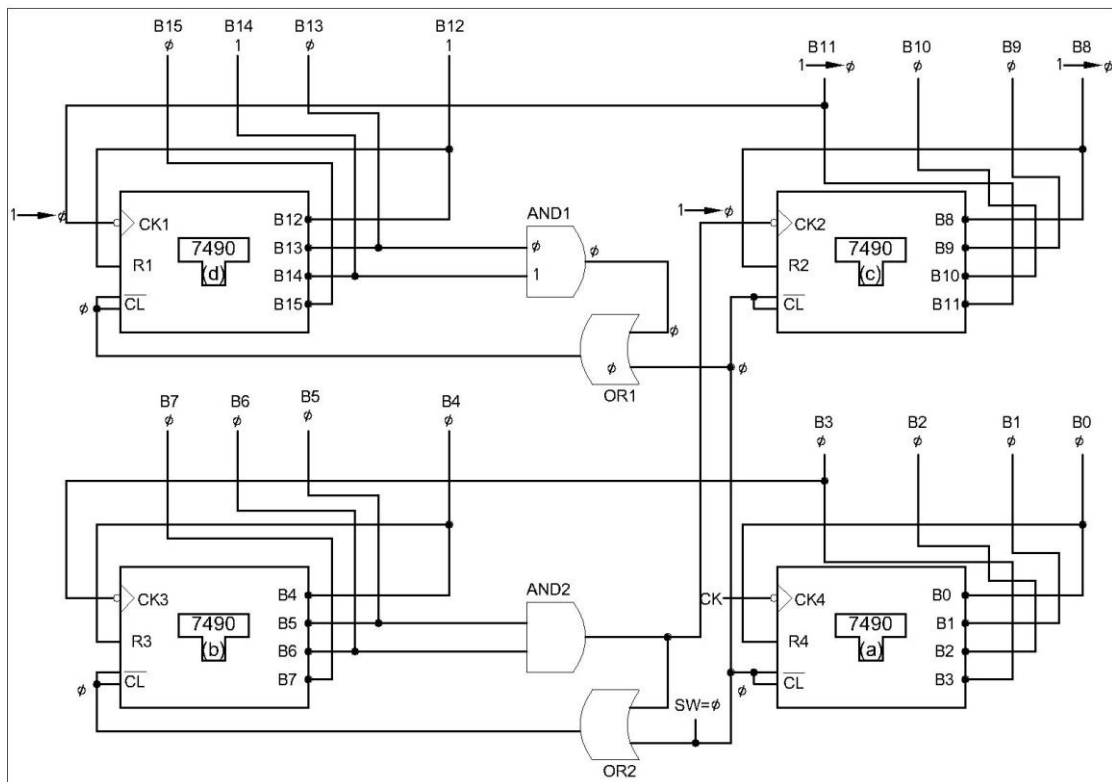 B15 B14 B13 B12
ø 1 ø 1
B11 B10 B9 B8
1 ø ø ø 1 ø
1 ø
CK1
R1
CL
ø
7490
(d)
B12
B13
B14
B15
AND1
ø
1
ø
ø
ø
OR1
1 ø
CK2
R2
CL
7490
(c)
B8
B9
B10
B11
ø
B7 B6 B5 B4
ø ø ø ø
B3 B2 B1 B0
ø ø ø ø
CK3
R3
CL
ø
7490
(b)
B4
B5
B6
B7
AND2
OR2
SW=ø
CK
CK4
R4
CL
ø
7490
(a)
B0
B1
B2
B3